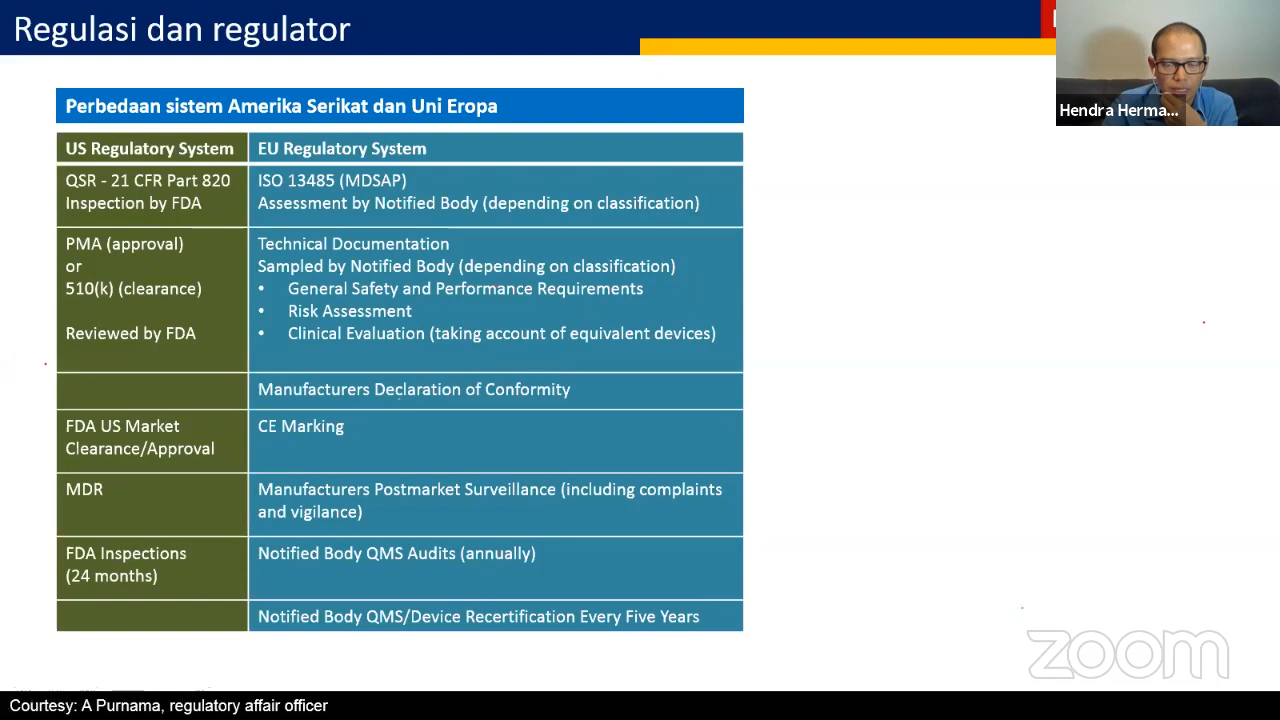 Regulasi dan regulator
Hendra Herma...
Perbedaan sistem Amerika Serikat dan Uni Eropa
US Regulatory System
EU Regulatory System
QSR - 21 CFR Part 820
Inspection by FDA
ISO 13485 (MDSAP)
Assessment by Notified Body (depending on classification)
PMA (approval)
or
510(k) (clearance)
Reviewed by FDA
Technical Documentation
Sampled by Notified Body (depending on classification)
• General Safety and Performance Requirements
• Risk Assessment
• Clinical Evaluation (taking account of equivalent devices)
Manufacturers Declaration of Conformity
FDA US Market
Clearance/Approval
CE Marking
MDR
Manufacturers Postmarket Surveillance (including complaints
and vigilance)
FDA Inspections
(24 months)
Notified Body QMS Audits (annually)
Notified Body QMS/Device Recertification Every Five Years
zoom
Courtesy: A Purnama, regulatory affair officer